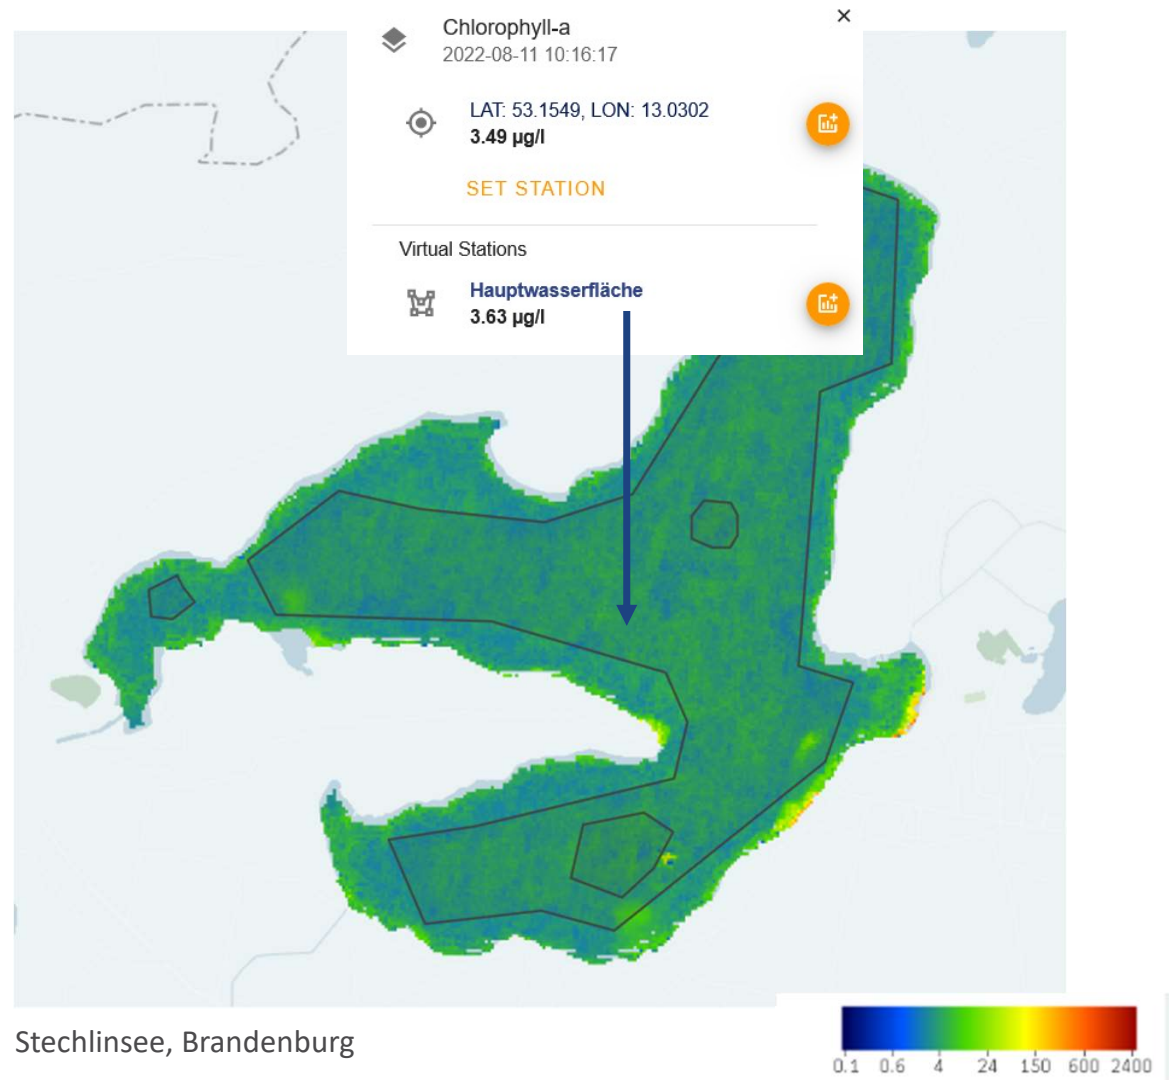 Chlorophyll-a
2022-08-11 10:16:17
LAT: 53.1549, LON: 13.0302
3.49 µg/l
SET STATION
Virtual Stations
Hauptwasserfläche
3.63 µg/l
Stechlinsee, Brandenburg
0.1 0.6 4 24 150 600 2400